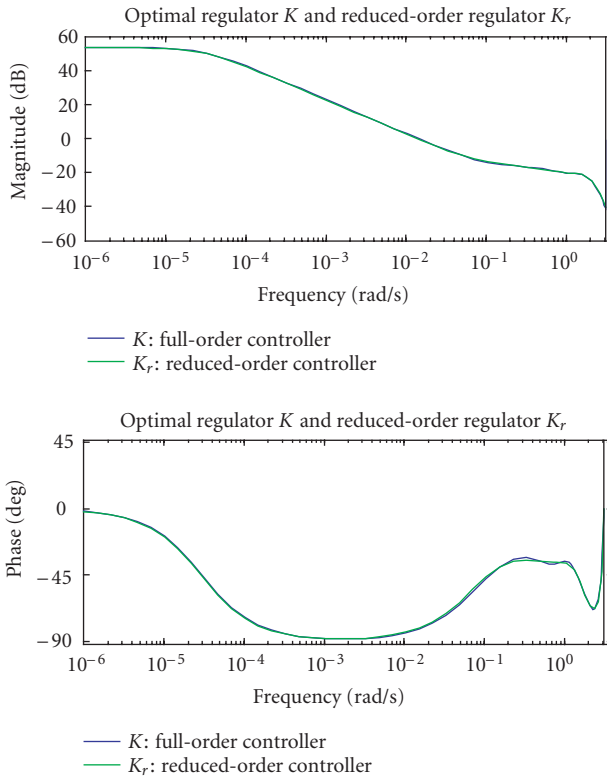 Optimal regulator K and reduced-order regulator Kᵣ
60
40
20
0
−20
−40
−60
Magnitude (dB)
10⁻⁶ 10⁻⁵ 10⁻⁴ 10⁻³ 10⁻² 10⁻¹ 10⁰
Frequency (rad/s)
K: full-order controller
Kᵣ: reduced-order controller
Optimal regulator K and reduced-order regulator Kᵣ
45
0
−45
−90
Phase (deg)
10⁻⁶ 10⁻⁵ 10⁻⁴ 10⁻³ 10⁻² 10⁻¹ 10⁰
Frequency (rad/s)
K: full-order controller
Kᵣ: reduced-order controller